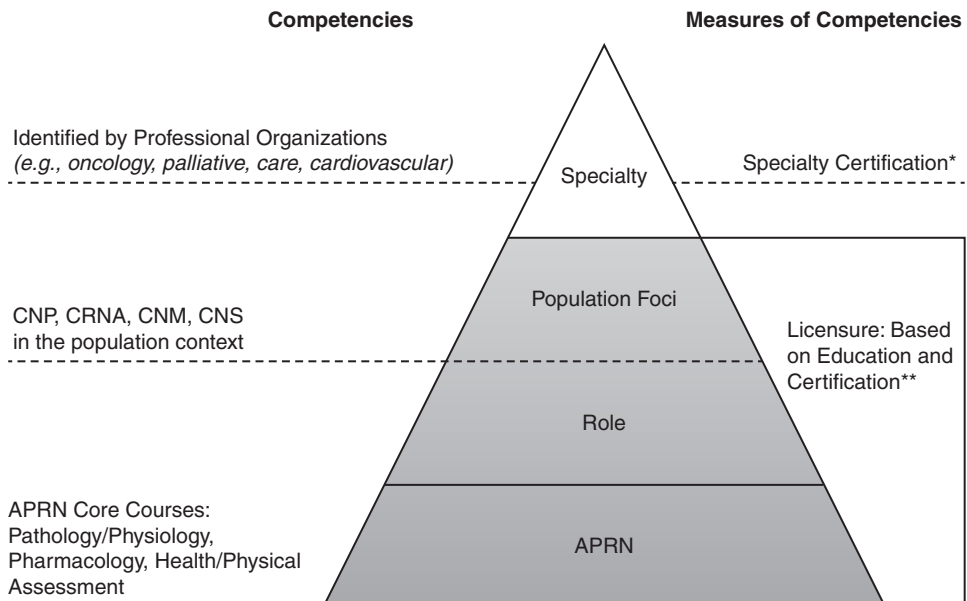 Competencies
Measures of Competencies
Identified by Professional Organizations
(e.g., oncology, palliative, care, cardiovascular)
Specialty
Specialty Certification*
Population Foci
CNP, CRNA, CNM, CNS
in the population context
Licensure: Based
on Education and
Certification**
Role
APRN Core Courses:
Pathology/Physiology,
Pharmacology, Health/Physical
Assessment
APRN